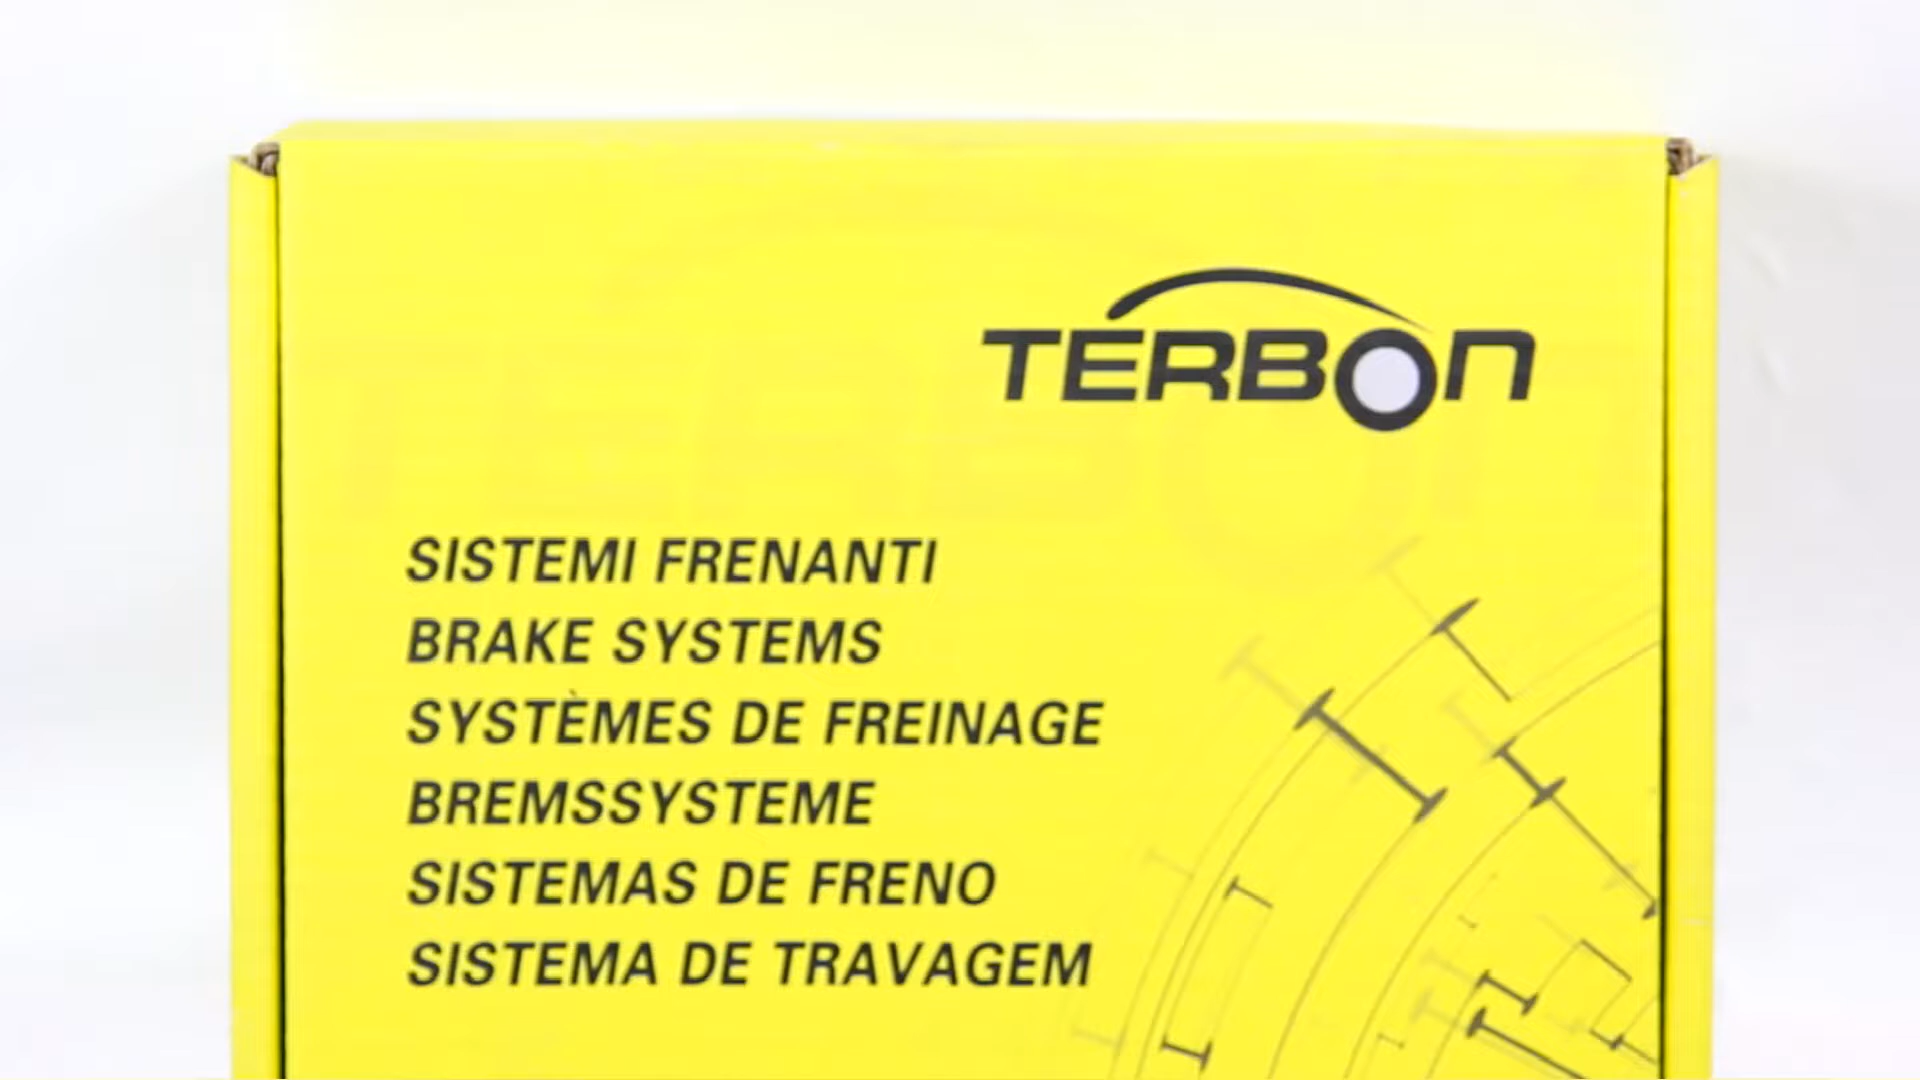 TERBON
SISTEMI FRENANTI
BRAKE SYSTEMS
SYSTÈMES DE FREINAGE
BREMSSYSTEME
SISTEMAS DE FRENO
SISTEMA DE TRAVAGEM